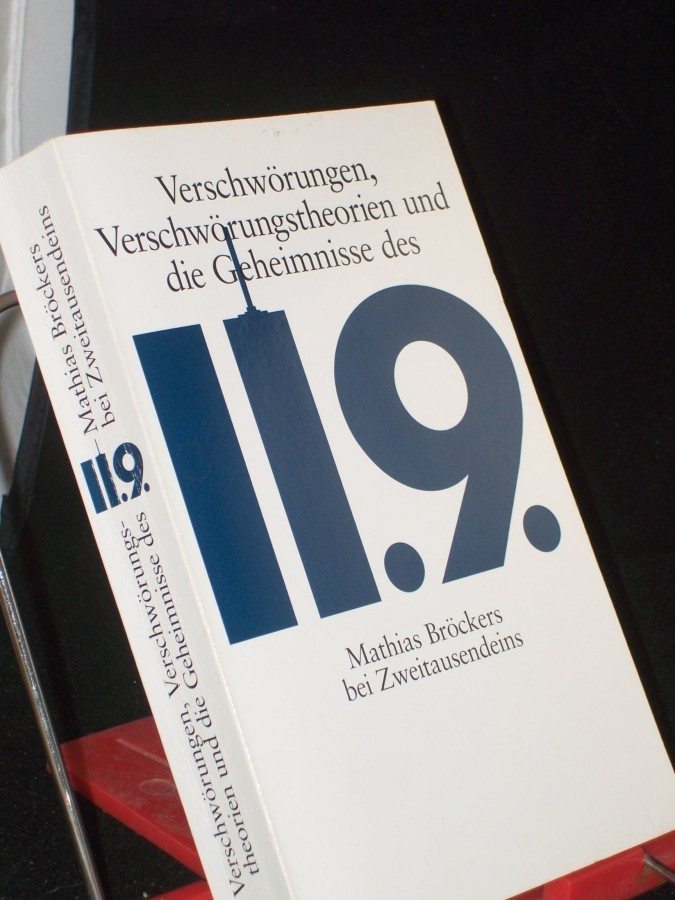 Verschwörungen,
Verschwörungstheorien und
die Geheimnisse des
11.9.
Mathias Bröckers
bei Zweitausendeins
Verschwörungen, Verschwörungs-
theorien und die Geheimnisse des
11.9.
– Mathias Bröckers
bei Zweitausendeins